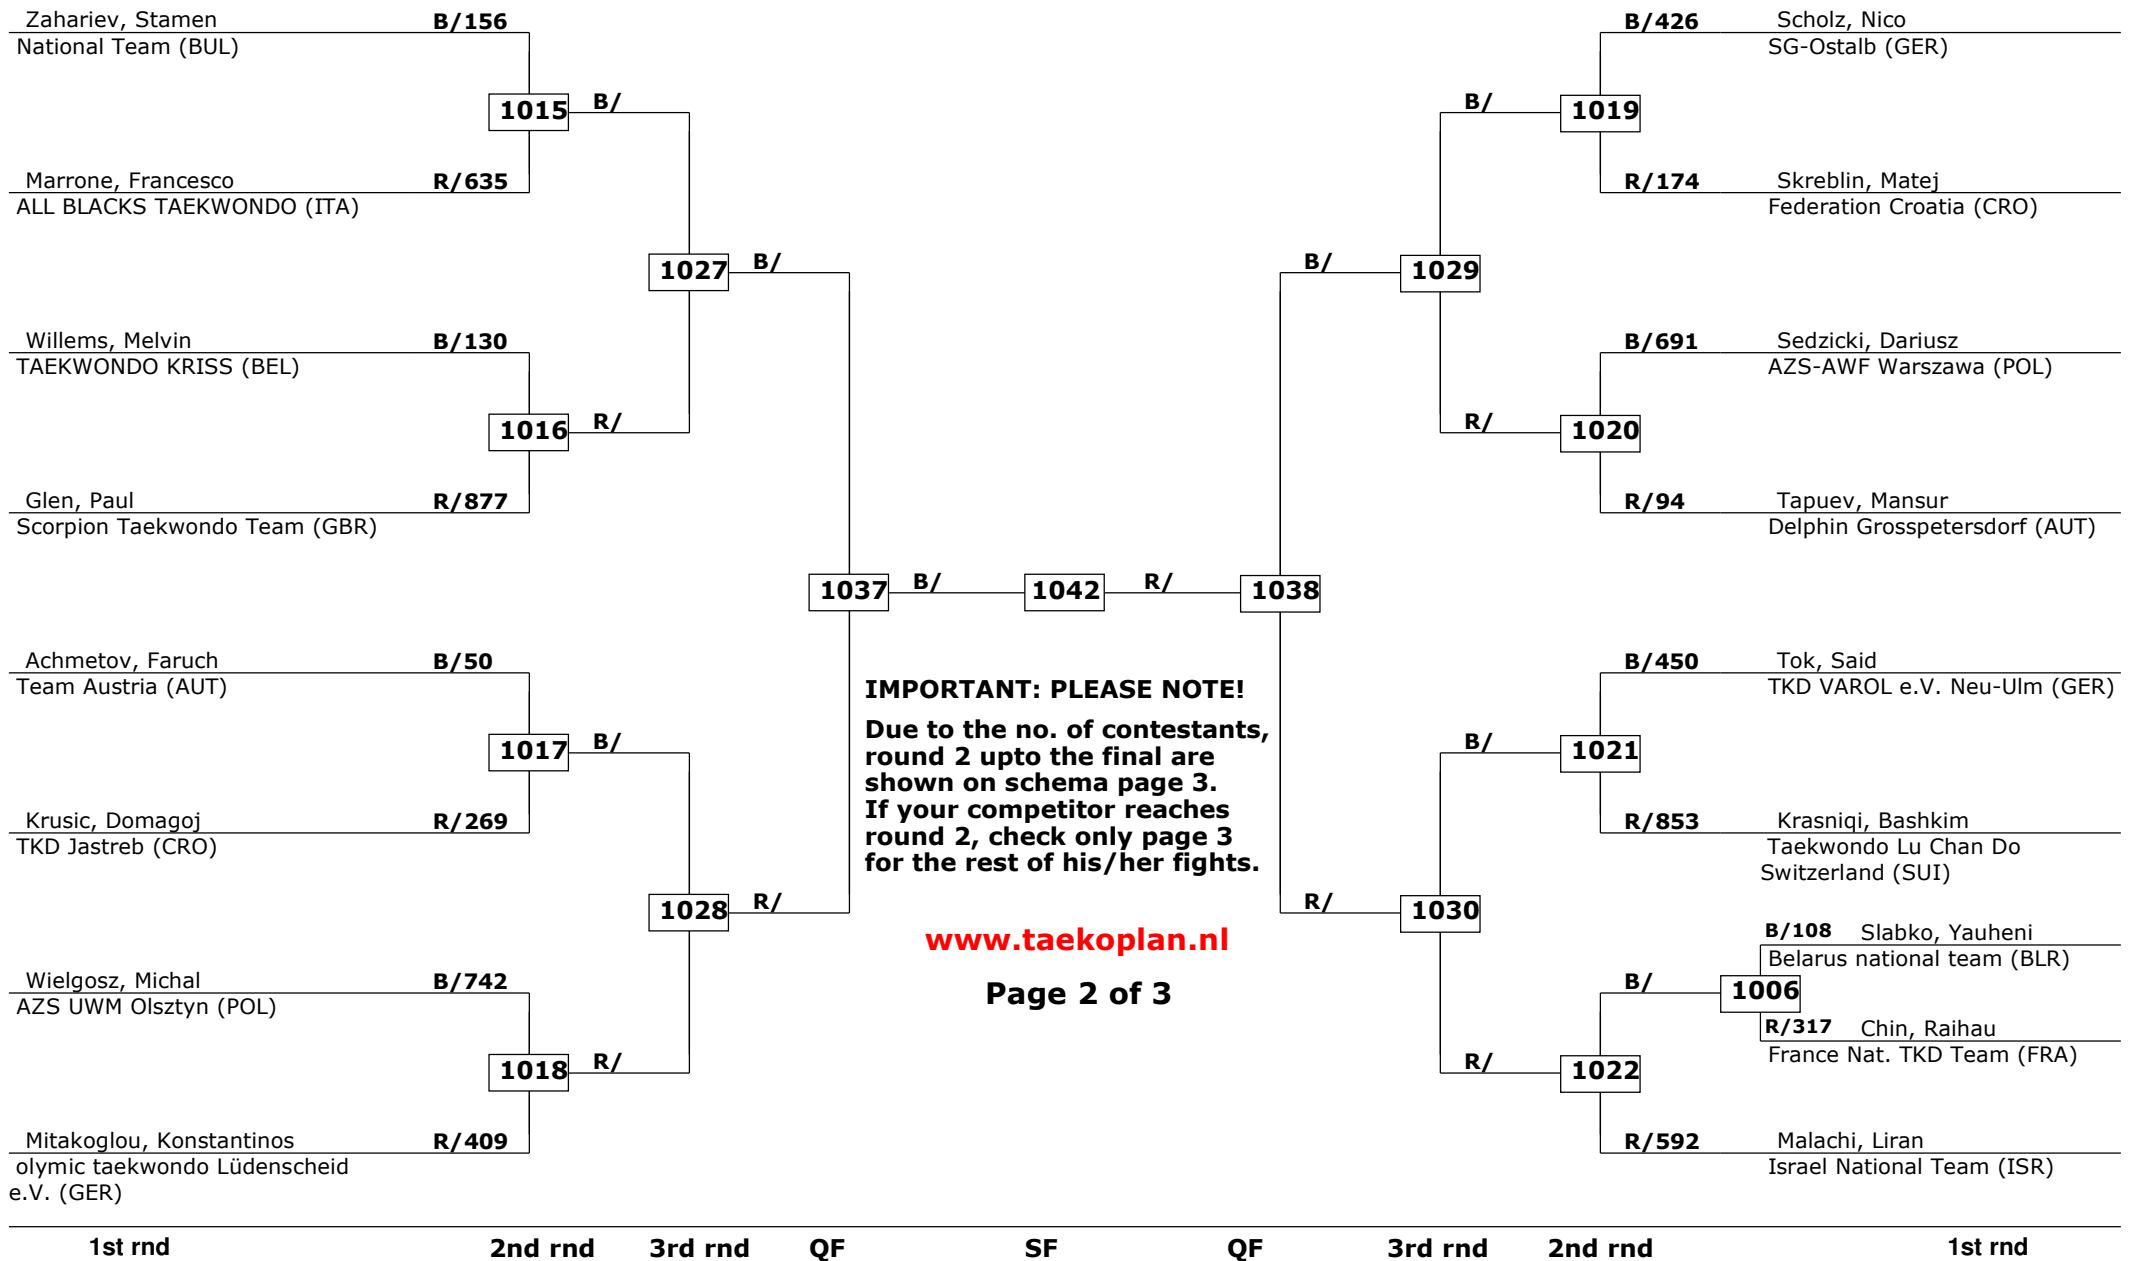 Zahariev, Stamen B/156
National Team (BUL)
1015 B/
Marrone, Francesco R/635
ALL BLACKS TAEKWONDO (ITA)
1027 B/
Willems, Melvin B/130
TAEKWONDO KRISS (BEL)
1016 R/
Glen, Paul R/877
Scorpion Taekwondo Team (GBR)
1037 B/ 1042 R/ 1038
Achmetov, Faruch B/50
Team Austria (AUT)
1017 B/
Krusic, Domagoj R/269
TKD Jastreb (CRO)
1028 R/
Wielgosz, Michal B/742
AZS UWM Olsztyn (POL)
1018 R/
Mitakoglou, Konstantinos R/409
olymic taekwondo Lüdenscheid
e.V. (GER)
IMPORTANT: PLEASE NOTE!
Due to the no. of contestants,
round 2 upto the final are
shown on schema page 3.
If your competitor reaches
round 2, check only page 3
for the rest of his/her fights.
www.taekoplan.nl
Page 2 of 3
B/426 Scholz, Nico
SG-Ostalb (GER)
B/ 1019
R/174 Skreblin, Matej
Federation Croatia (CRO)
B/ 1029
B/691 Sedzicki, Dariusz
AZS-AWF Warszawa (POL)
R/ 1020
R/94 Tapuev, Mansur
Delphin Grosspetersdorf (AUT)
B/450 Tok, Said
TKD VAROL e.V. Neu-Ulm (GER)
B/ 1021
R/853 Krasniqi, Bashkim
Taekwondo Lu Chan Do
Switzerland (SUI)
R/ 1030
B/108 Slabko, Yauheni
Belarus national team (BLR)
B/ 1006
R/317 Chin, Raihau
France Nat. TKD Team (FRA)
R/ 1022
R/592 Malachi, Liran
Israel National Team (ISR)
1st rnd 2nd rnd 3rd rnd QF SF QF 3rd rnd 2nd rnd 1st rnd